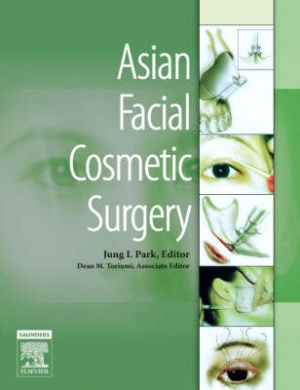 Asian
Facial
Cosmetic
Surgery
Jung I. Park, Editor
Dean M. Toriumi, Associate Editor
SAUNDERS
ELSEVIER